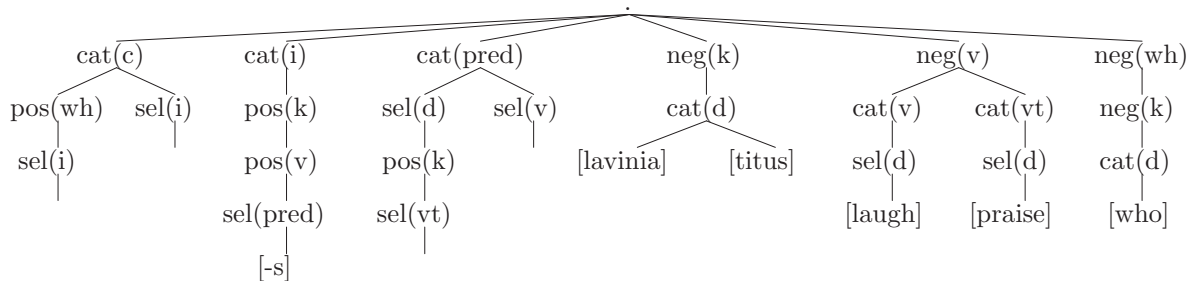 .
cat(c) cat(i) cat(pred) neg(k) neg(v) neg(wh)
pos(wh) sel(i) pos(k) sel(d) sel(v) cat(d) cat(v) cat(vt) neg(k)
sel(i) pos(v) pos(k) [lavinia] [titus] sel(d) sel(d) cat(d)
sel(pred) sel(vt) [laugh] [praise] [who]
[-s]